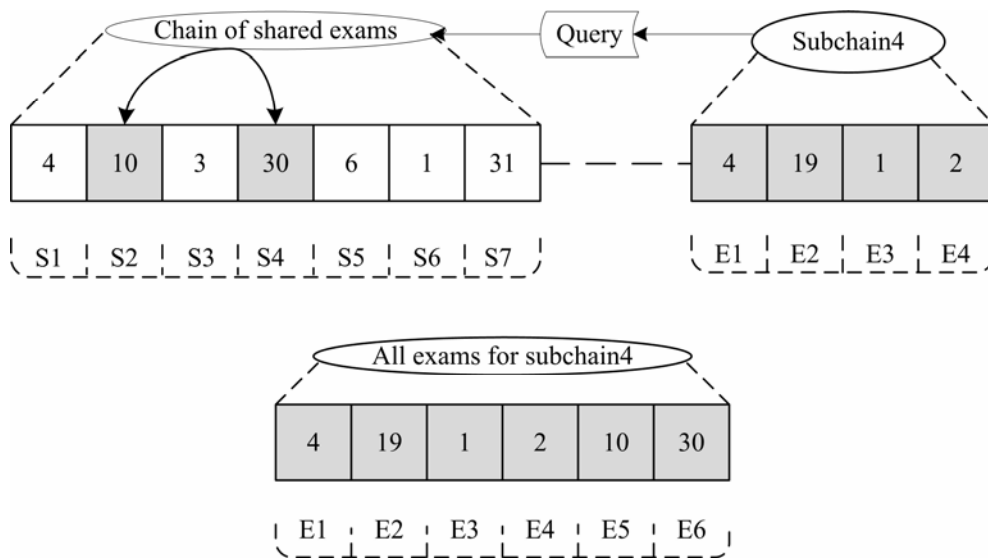 Chain of shared exams Query Subchain4
4 10 3 30 6 1 31 4 19 1 2
S1 S2 S3 S4 S5 S6 S7 E1 E2 E3 E4
All exams for subchain4
4 19 1 2 10 30
E1 E2 E3 E4 E5 E6